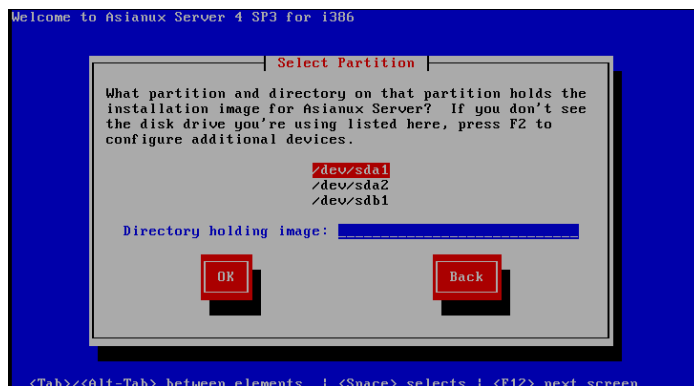 Welcome to Asianux Server 4 SP3 for i386
Select Partition
What partition and directory on that partition holds the
installation image for Asianux Server?  If you don't see
the disk drive you're using listed here, press F2 to
configure additional devices.
/dev/sda1
/dev/sda2
/dev/sdb1
Directory holding image:
OK
Back
<Tab>/<Alt-Tab> between elements  | <Space> selects | <F12> next screen